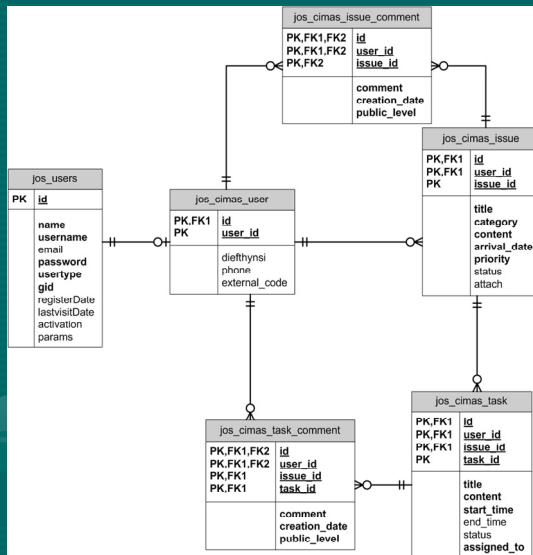 jos_cimas_issue_comment
PK,FK1,FK2 id
PK,FK1,FK2 user_id
PK,FK2 issue_id
comment
creation_date
public_level
jos_cimas_issue
PK,FK1 id
PK,FK1 user_id
PK issue_id
title
category
content
arrival_date
priority
status
attach
jos_users
PK id
name
username
email
password
usertype
gid
registerDate
lastvisitDate
activation
params
jos_cimas_user
PK,FK1 id
PK user_id
diefthynsi
phone
external_code
jos_cimas_task_comment
PK,FK1,FK2 id
PK,FK1,FK2 user_id
PK,FK1 issue_id
PK,FK1 task_id
comment
creation_date
public_level
jos_cimas_task
PK,FK1 id
PK,FK1 user_id
PK,FK1 issue_id
PK task_id
title
content
start_time
end_time
status
assigned_to